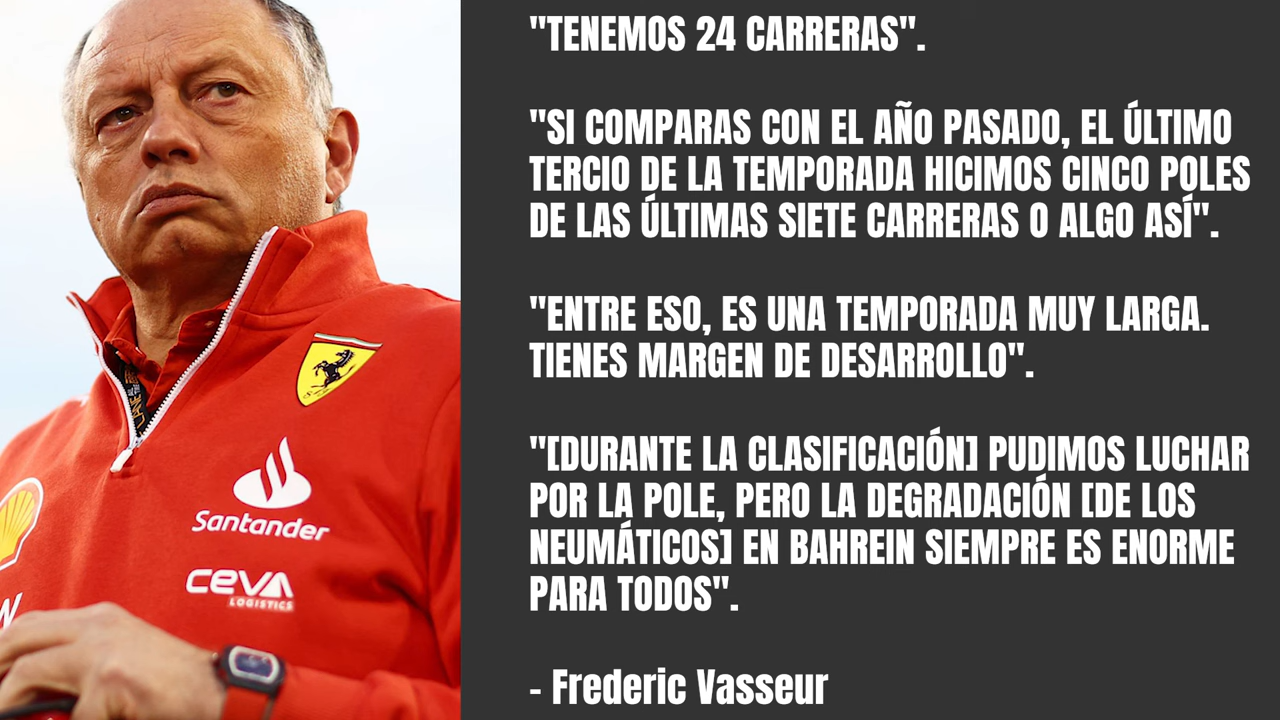 "TENEMOS 24 CARRERAS".
"SI COMPARAS CON EL AÑO PASADO, EL ÚLTIMO
TERCIO DE LA TEMPORADA HICIMOS CINCO POLES
DE LAS ÚLTIMAS SIETE CARRERAS O ALGO ASÍ".
"ENTRE ESO, ES UNA TEMPORADA MUY LARGA.
TIENES MARGEN DE DESARROLLO".
"[DURANTE LA CLASIFICACIÓN] PUDIMOS LUCHAR
POR LA POLE, PERO LA DEGRADACIÓN [DE LOS
NEUMÁTICOS] EN BAHREIN SIEMPRE ES ENORME
PARA TODOS".
- Frederic Vasseur
Santander
CEVA
LOGISTICS